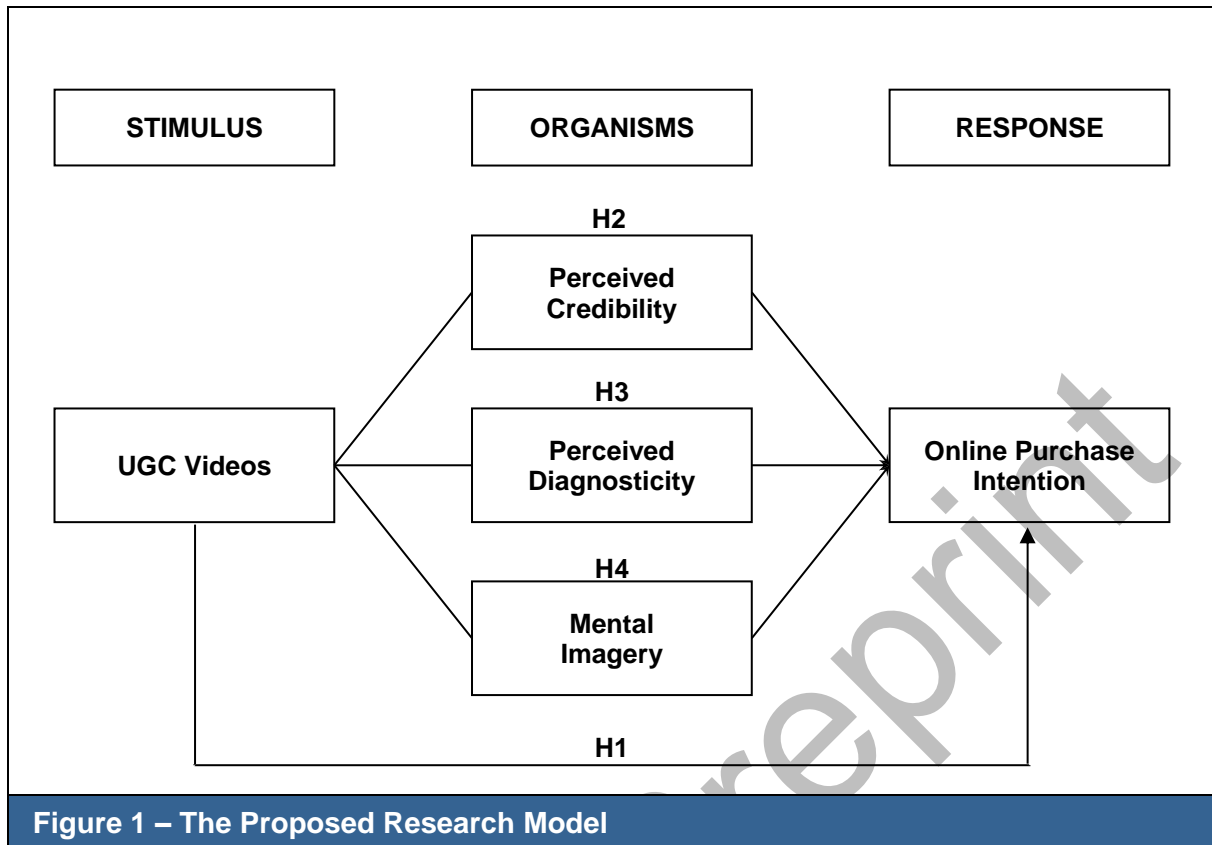 STIMULUS
ORGANISMS
RESPONSE
H2
Perceived
Credibility
H3
UGC Videos
Perceived
Diagnosticity
Online Purchase
Intention
H4
Mental
Imagery
H1
reprint
Figure 1 – The Proposed Research Model